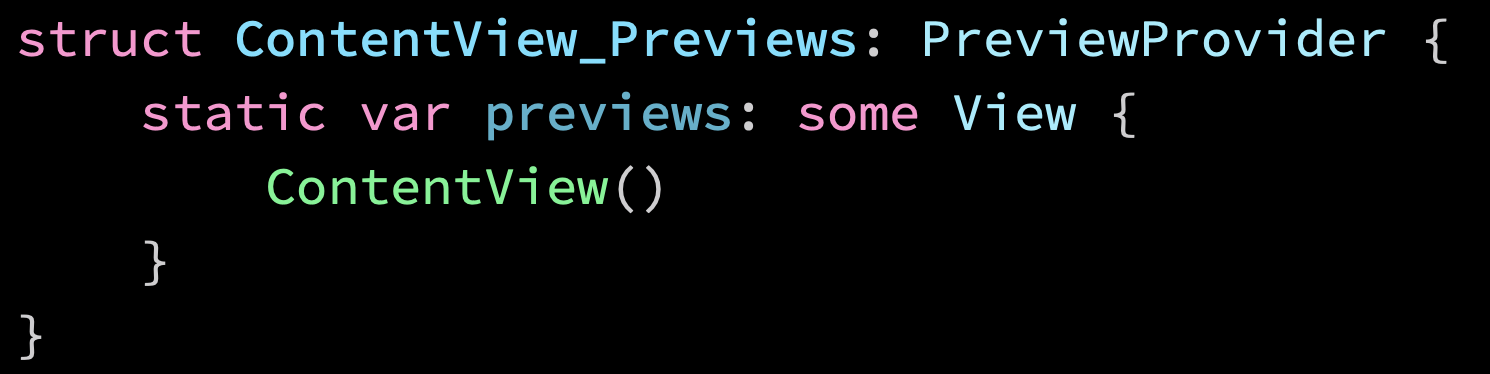 struct ContentView_Previews: PreviewProvider {
    static var previews: some View {
        ContentView()
    }
}